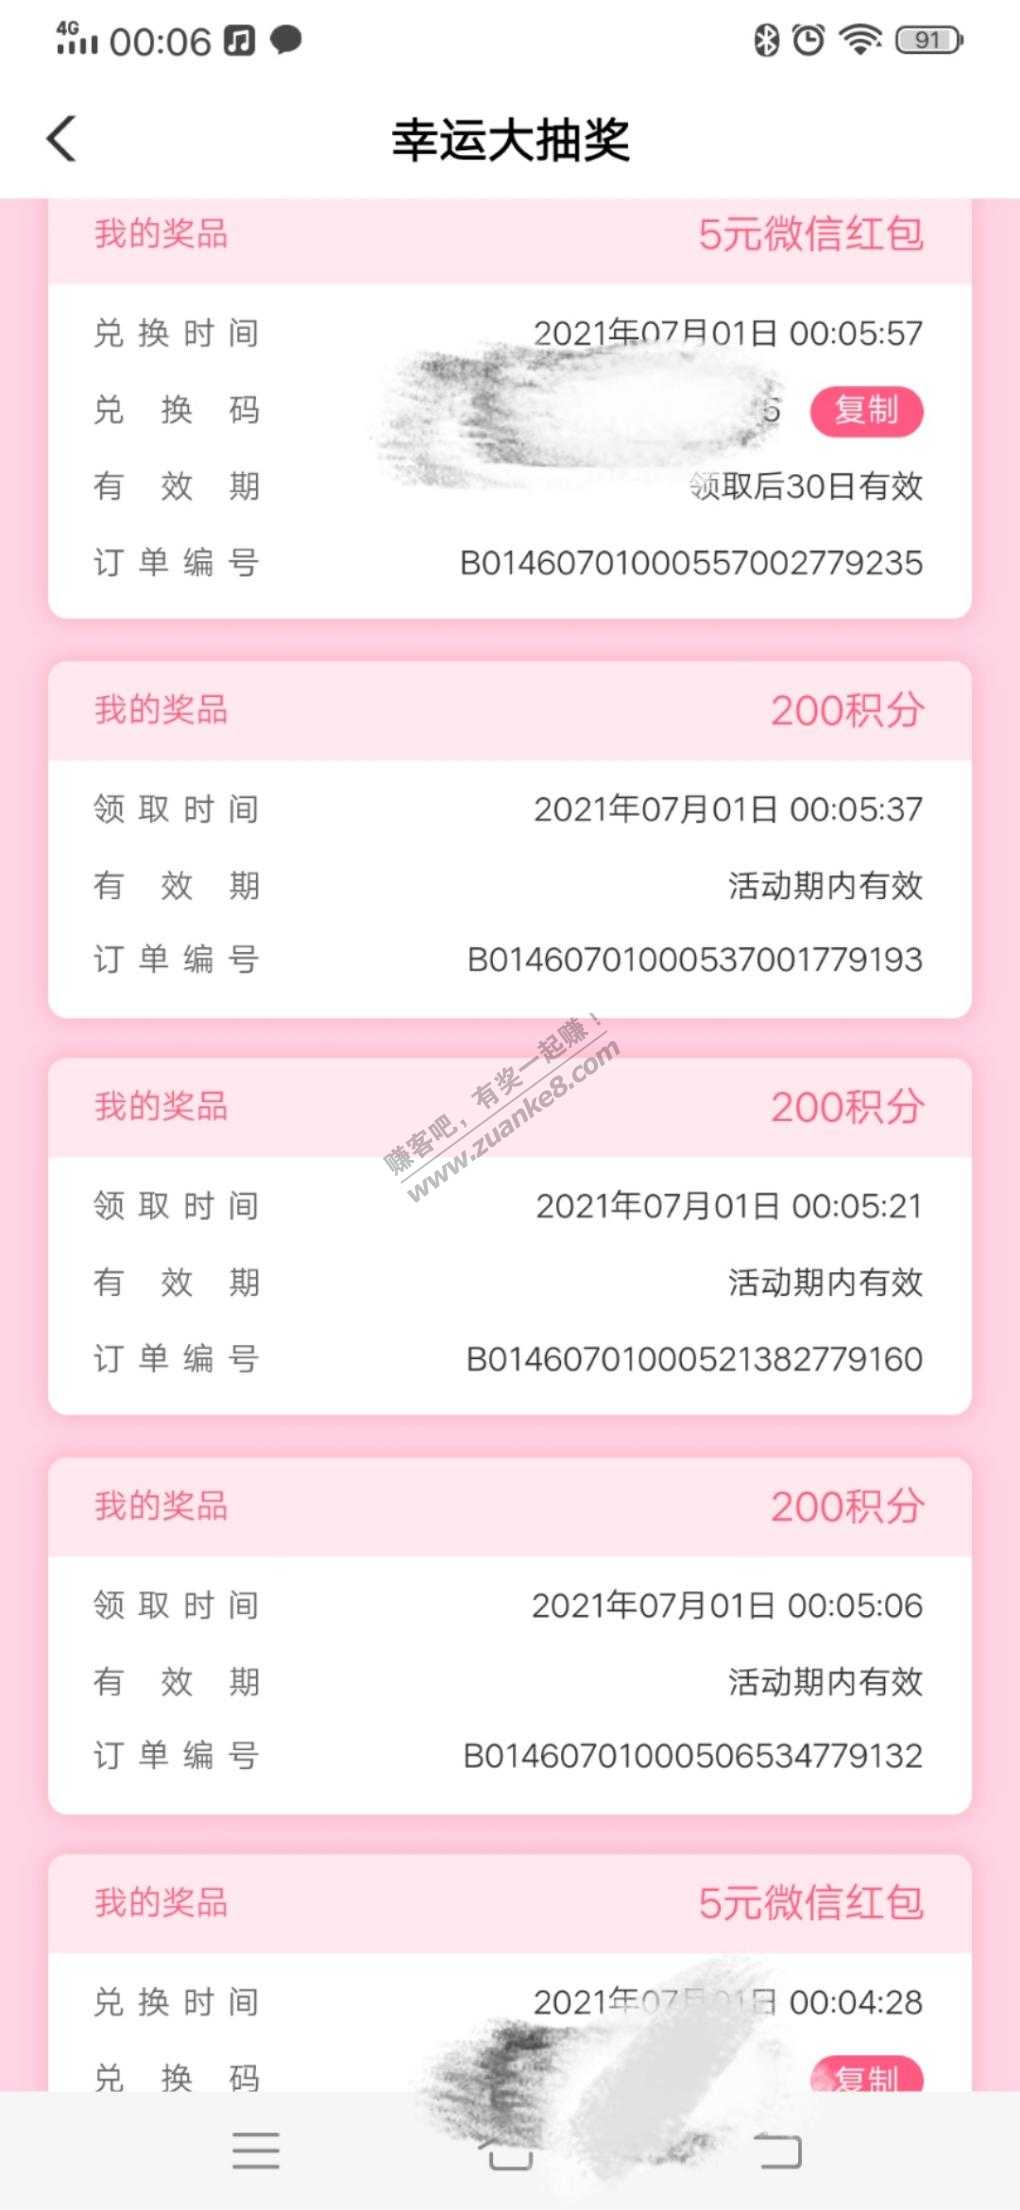 4G 00:06 91
幸运大抽奖
我的奖品 5元微信红包
兑换时间 2021年07月01日 00:05:57
兑换码 5 复制
有效期 领取后30日有效
订单编号 B014607010005570027​79235
我的奖品 200积分
领取时间 2021年07月01日 00:05:37
有效期 活动期内有效
订单编号 B01460701000537001779193
赚客吧，有奖一起赚！
www.zuanke8.com
我的奖品 200积分
领取时间 2021年07月01日 00:05:21
有效期 活动期内有效
订单编号 B01460701000521382779160
我的奖品 200积分
领取时间 2021年07月01日 00:05:06
有效期 活动期内有效
订单编号 B01460701000506534779132
我的奖品 5元微信红包
兑换时间 2021年07月01日 00:04:28
兑换码 复制